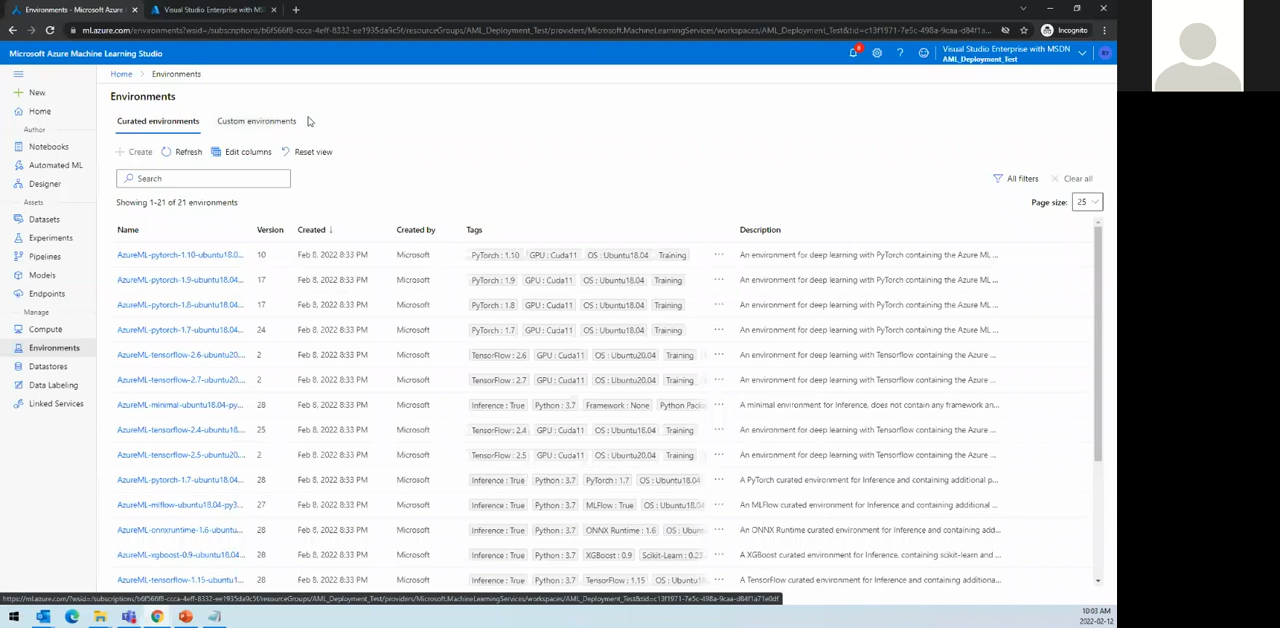 Environments - Microsoft Azure
Visual Studio Enterprise with MSDN
Incognito
Microsoft Azure Machine Learning Studio
8
Visual Studio Enterprise with MSDN
AML_Deployment_Test
New
Home
Author
Notebooks
Automated ML
Designer
Assets
Datasets
Experiments
Pipelines
Models
Endpoints
Manage
Compute
Environments
Datastores
Data Labeling
Linked Services
Home > Environments
Environments
Curated environments Custom environments
Create Refresh Edit columns Reset view
Search
All filters Clear all
Showing 1-21 of 21 environments
Page size: 25
Name Version Created ↓ Created by Tags Description
AzureML-pytorch-1.10-ubuntu18.0... 10 Feb 8, 2022 8:33 PM Microsoft PyTorch : 1.10 GPU : Cuda11 OS : Ubuntu18.04 Training ... An environment for deep learning with PyTorch containing the Azure ML ...
AzureML-pytorch-1.9-ubuntu18.04... 17 Feb 8, 2022 8:33 PM Microsoft PyTorch : 1.9 GPU : Cuda11 OS : Ubuntu18.04 Training ... An environment for deep learning with PyTorch containing the Azure ML ...
AzureML-pytorch-1.8-ubuntu18.04... 17 Feb 8, 2022 8:33 PM Microsoft PyTorch : 1.8 GPU : Cuda11 OS : Ubuntu18.04 Training ... An environment for deep learning with PyTorch containing the Azure ML ...
AzureML-pytorch-1.7-ubuntu18.04... 24 Feb 8, 2022 8:33 PM Microsoft PyTorch : 1.7 GPU : Cuda11 OS : Ubuntu18.04 Training ... An environment for deep learning with PyTorch containing the Azure ML ...
AzureML-tensorflow-2.6-ubuntu20.... 2 Feb 8, 2022 8:33 PM Microsoft TensorFlow : 2.6 GPU : Cuda11 OS : Ubuntu20.04 Training ... An environment for deep learning with Tensorflow containing the Azure ...
AzureML-tensorflow-2.7-ubuntu20.... 2 Feb 8, 2022 8:33 PM Microsoft TensorFlow : 2.7 GPU : Cuda11 OS : Ubuntu20.04 Training ... An environment for deep learning with Tensorflow containing the Azure ...
AzureML-minimal-ubuntu18.04-py... 28 Feb 8, 2022 8:33 PM Microsoft Inference : True Python : 3.7 Framework : None Python Pack ... A minimal environment for Inference, does not contain any framework an...
AzureML-tensorflow-2.4-ubuntu18.... 25 Feb 8, 2022 8:33 PM Microsoft TensorFlow : 2.4 GPU : Cuda11 OS : Ubuntu18.04 Training ... An environment for deep learning with Tensorflow containing the Azure ...
AzureML-tensorflow-2.5-ubuntu20.... 2 Feb 8, 2022 8:33 PM Microsoft TensorFlow : 2.5 GPU : Cuda11 OS : Ubuntu20.04 Training ... An environment for deep learning with Tensorflow containing the Azure ...
AzureML-pytorch-1.7-ubuntu18.04... 28 Feb 8, 2022 8:33 PM Microsoft Inference : True Python : 3.7 PyTorch : 1.7 OS : Ubuntu18.04 ... A PyTorch curated environment for Inference and containing additional p...
AzureML-mlflow-ubuntu18.04-py3... 27 Feb 8, 2022 8:33 PM Microsoft Inference : True Python : 3.7 MLFlow : True OS : Ubuntu18.04 ... An MLFlow curated environment for Inference and containing additional ...
AzureML-onnxruntime-1.6-ubuntu... 28 Feb 8, 2022 8:33 PM Microsoft Inference : True Python : 3.7 ONNX Runtime : 1.6 OS : Ubun ... An ONNX Runtime curated environment for Inference and containing add...
AzureML-xgboost-0.9-ubuntu18.04... 28 Feb 8, 2022 8:33 PM Microsoft Inference : True Python : 3.7 XGBoost : 0.9 Scikit-Learn : 0.23 ... A XGBoost curated environment for Inference, containing scikit-learn and ...
AzureML-tensorflow-1.15-ubuntu1... 28 Feb 8, 2022 8:33 PM Microsoft Inference : True Python : 3.7 TensorFlow : 1.15 OS : Ubuntu ... A TensorFlow curated environment for Inference and containing additional ...
10:03 AM
2022-02-12